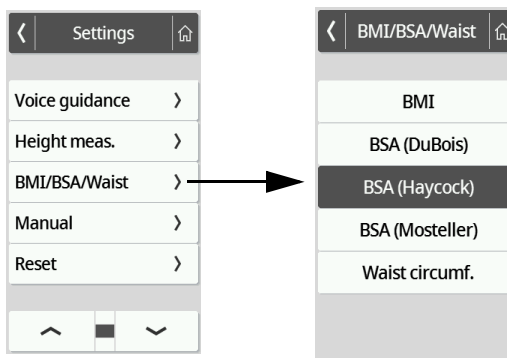 Settings
Voice guidance
Height meas.
BMI/BSA/Waist
Manual
Reset
BMI/BSA/Waist
BMI
BSA (DuBois)
BSA (Haycock)
BSA (Mosteller)
Waist circumf.